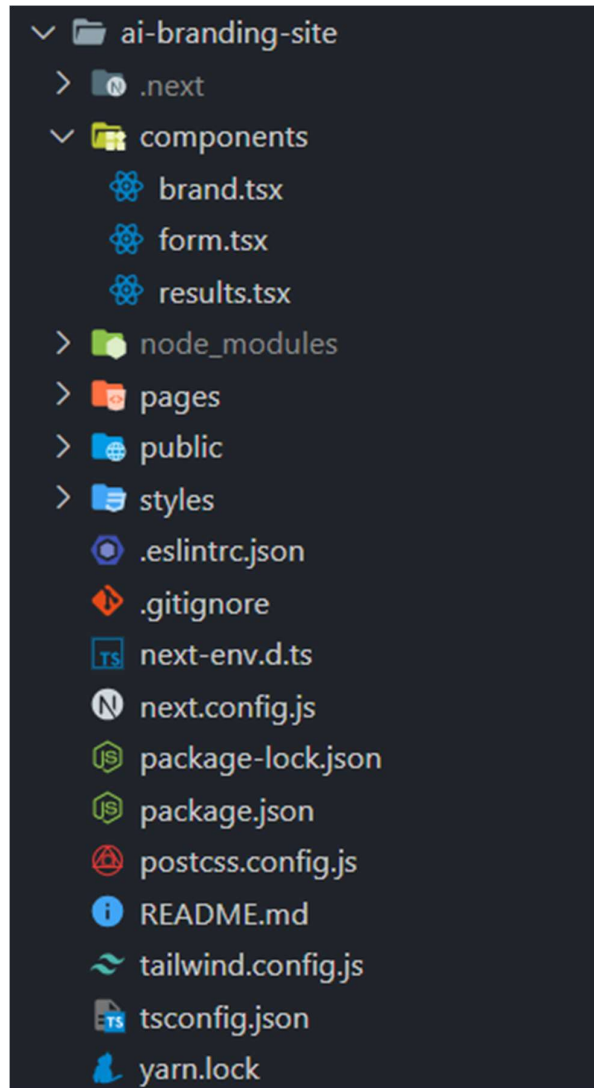 ai-branding-site
.next
components
brand.tsx
form.tsx
results.tsx
node_modules
pages
public
styles
.eslintrc.json
.gitignore
next-env.d.ts
next.config.js
package-lock.json
package.json
postcss.config.js
README.md
tailwind.config.js
tsconfig.json
yarn.lock